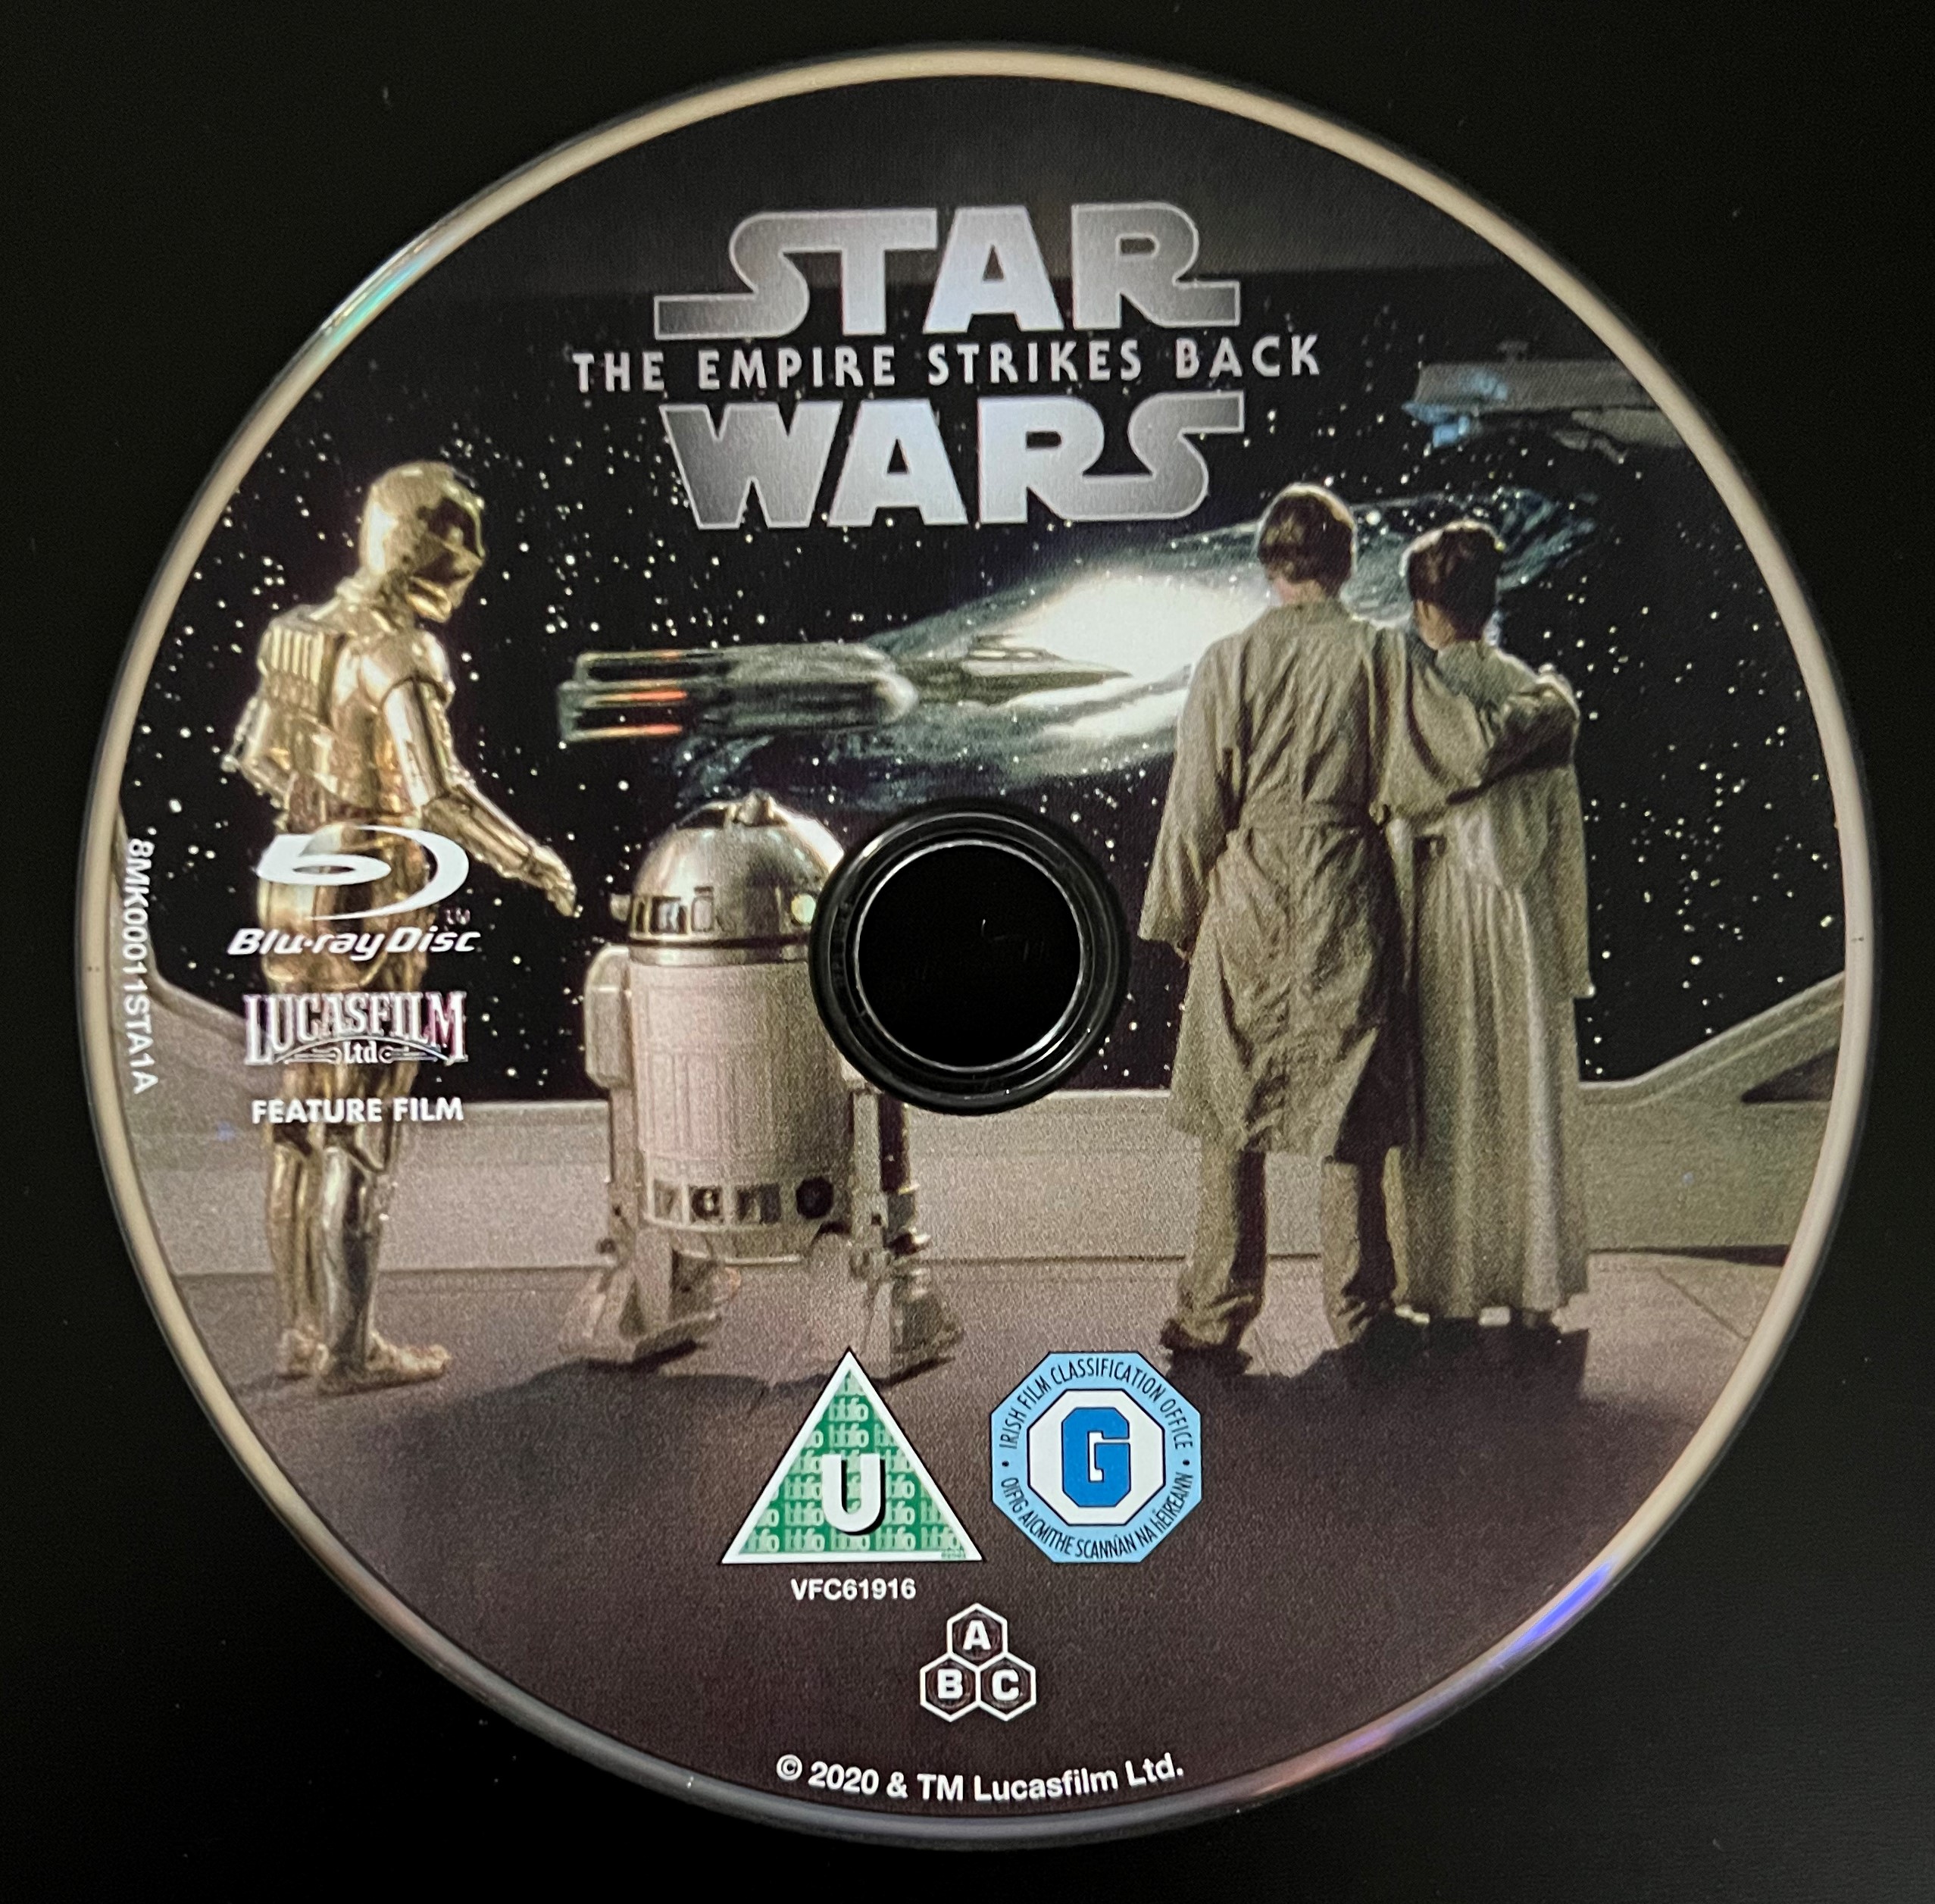 STAR
THE EMPIRE STRIKES BACK
WARS
8MK00011STA1A
Blu-ray Disc
TM
LUCASFILM
Ltd
FEATURE FILM
U
IRISH FILM CLASSIFICATION OFFICE
G
OIFIG AICMITHE SCANNÁN NA hÉIREANN
VFC61916
A
B C
© 2020 & TM Lucasfilm Ltd.